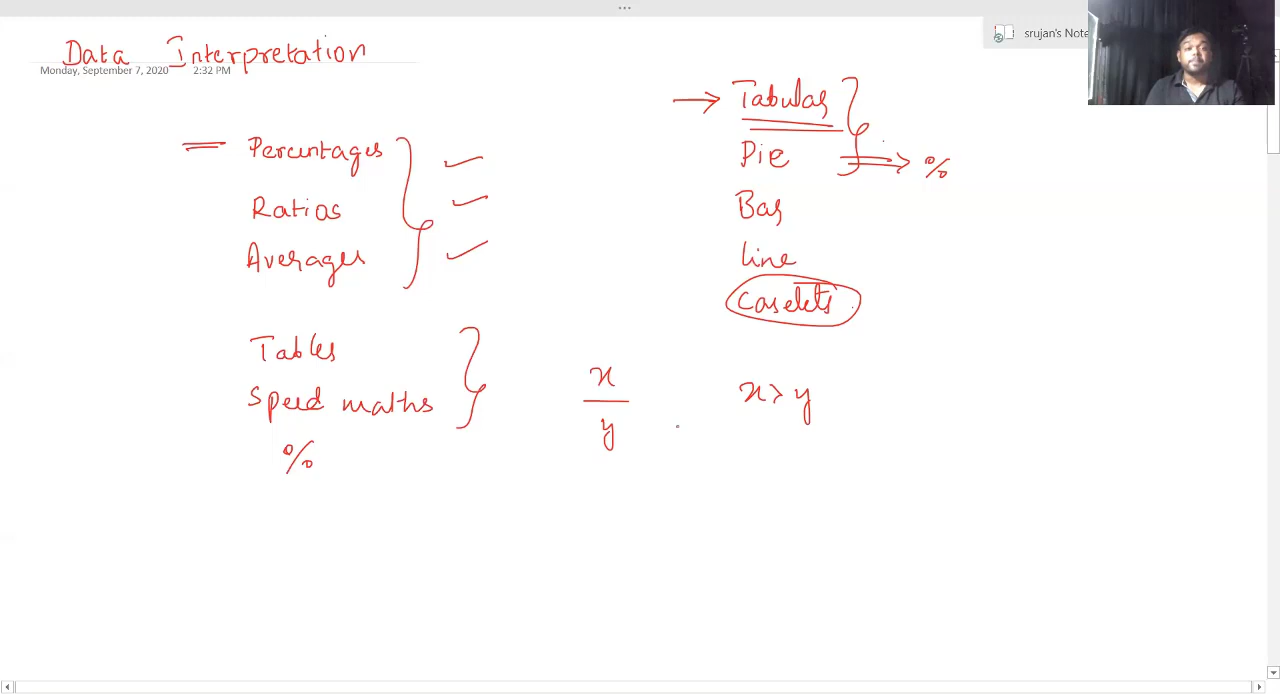 srujan's Note
Data Interpretation
Monday, September 7, 2020 2:32 PM
Percentages
Ratios
Averages
Tables
Speed maths
%
x
y
Tabular
Pie
%
Bar
Line
Caselets
x > y